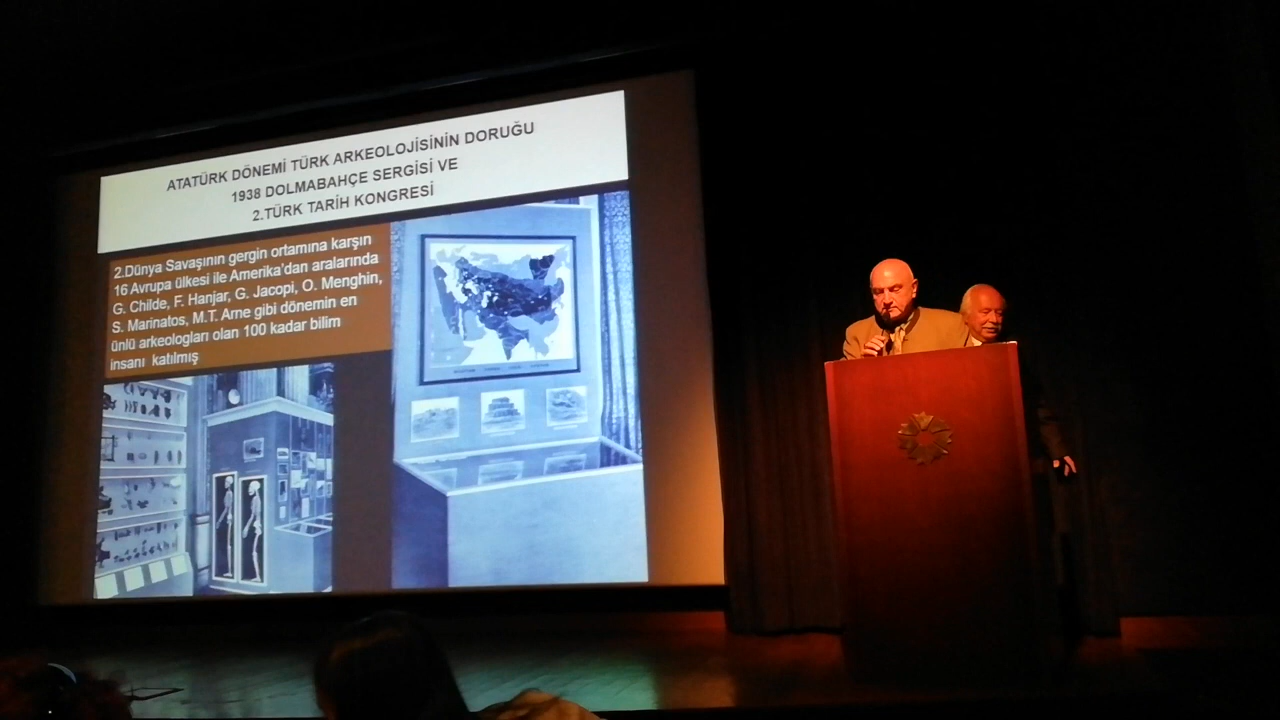 ATATÜRK DÖNEMİ TÜRK ARKEOLOJİSİNİN DORUĞU
1938 DOLMABAHÇE SERGİSİ VE
2.TÜRK TARİH KONGRESİ
2.Dünya Savaşının gergin ortamına karşın
16 Avrupa ülkesi ile Amerika'dan aralarında
G. Childe, F. Hanjar, G. Jacopi, O. Menghin,
S. Marinatos, M.T. Arne gibi dönemin en
ünlü arkeologları olan 100 kadar bilim
insanı katılmış